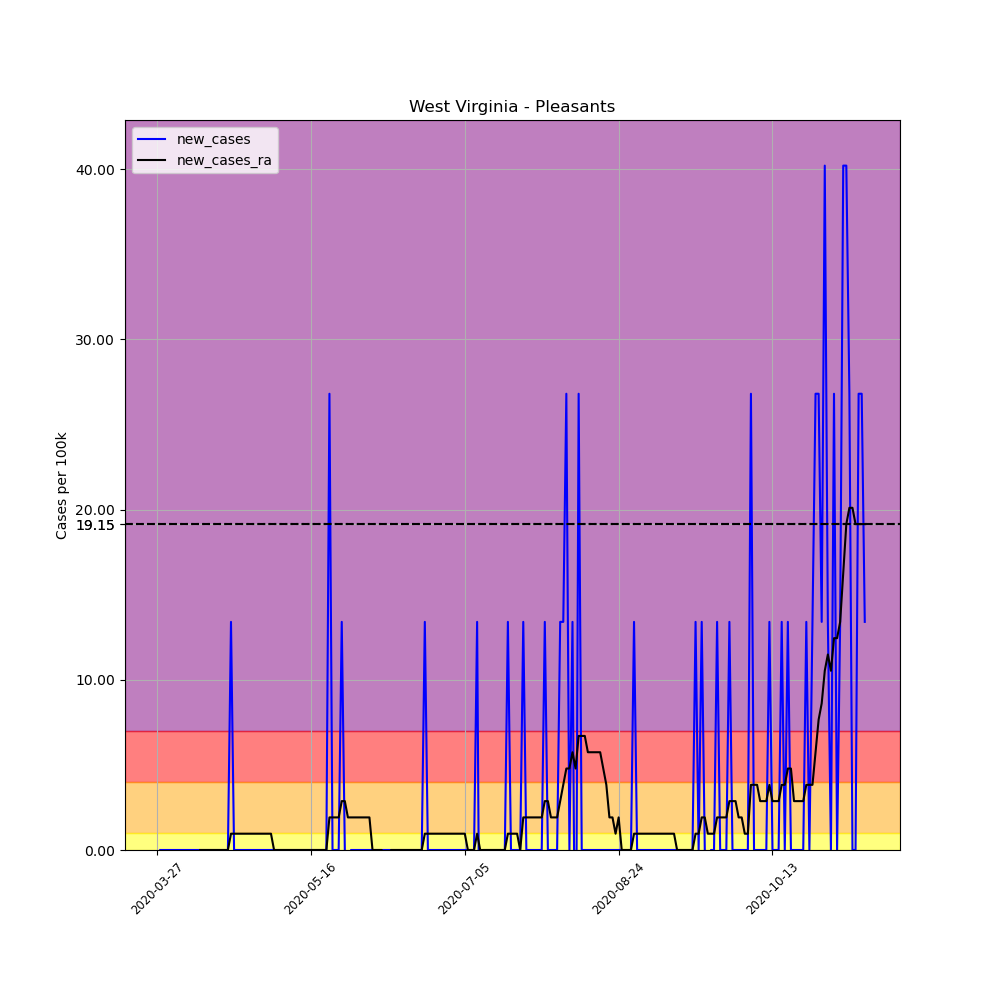 West Virginia - Pleasants
new_cases
new_cases_ra
Cases per 100k
40.00
30.00
20.00
19.15
10.00
0.00
2020-03-27
2020-05-16
2020-07-05
2020-08-24
2020-10-13